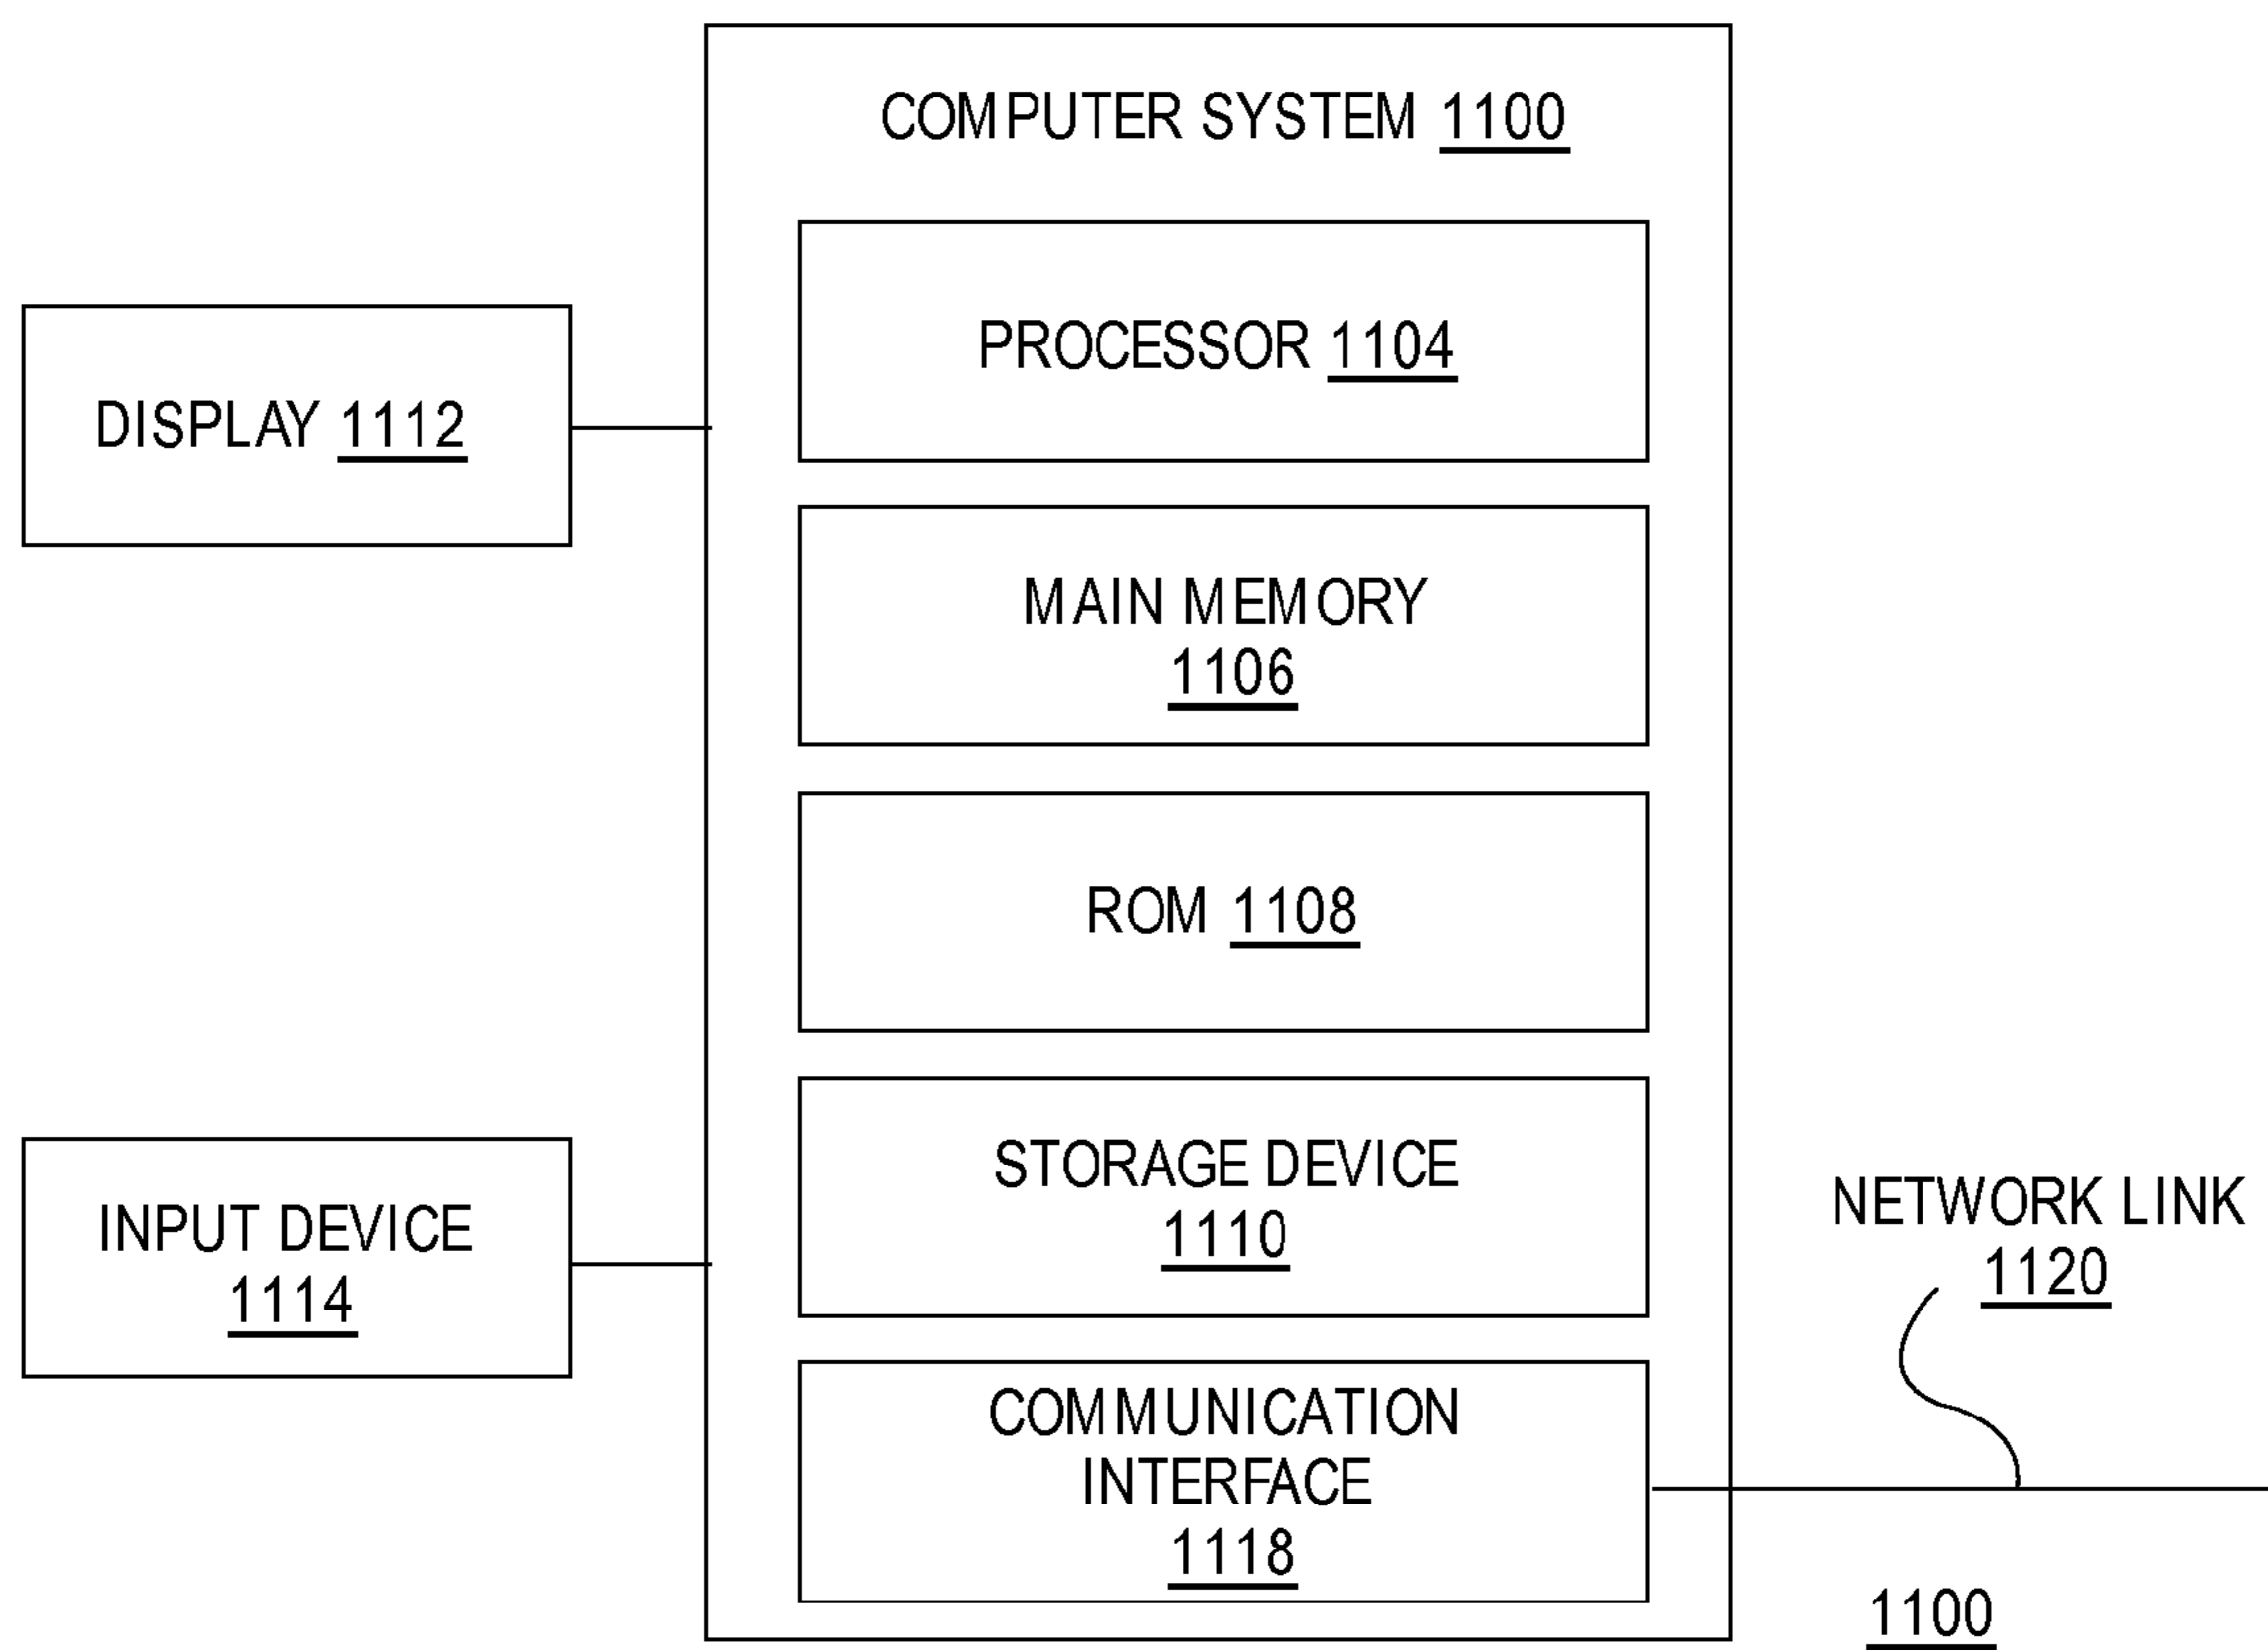 COMPUTER SYSTEM 1100
PROCESSOR 1104
DISPLAY 1112
MAIN MEMORY
1106
ROM 1108
STORAGE DEVICE
1110
INPUT DEVICE
1114
NETWORK LINK
1120
COMMUNICATION
INTERFACE
1118
1100